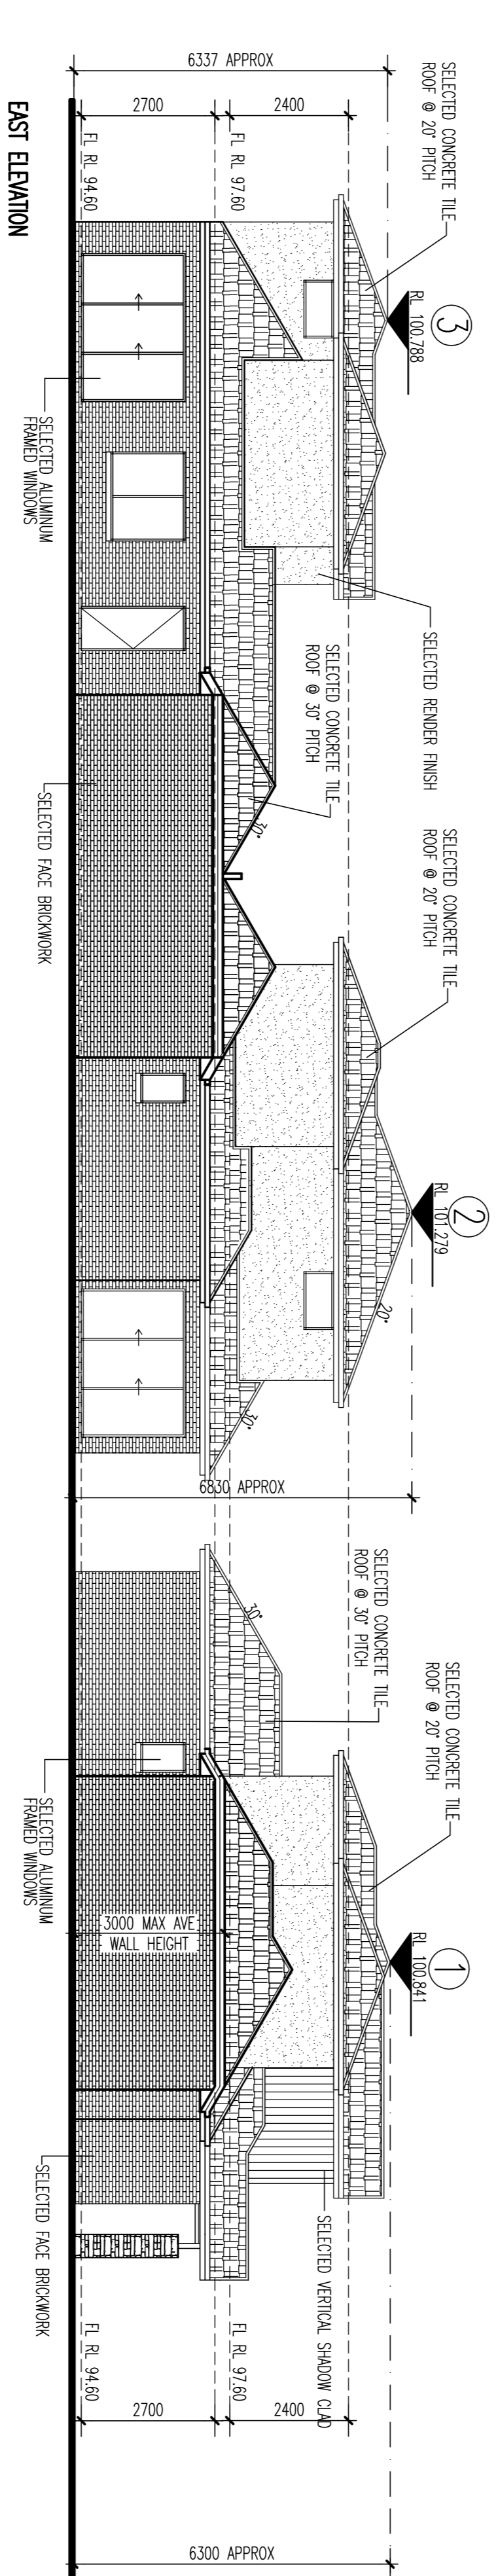 6337 APPROX
2700
2400
FL RL 94.60
FL RL 97.60
SELECTED CONCRETE TILE
ROOF @ 20° PITCH
3
RL 100.788
SELECTED ALUMINUM
FRAMED WINDOWS
SELECTED RENDER FINISH
SELECTED CONCRETE TILE
ROOF @ 30° PITCH
30°
SELECTED FACE BRICKWORK
SELECTED CONCRETE TILE
ROOF @ 20° PITCH
2
RL 101.279
20°
30°
6830 APPROX
SELECTED CONCRETE TILE
ROOF @ 30° PITCH
30°
SELECTED CONCRETE TILE
ROOF @ 20° PITCH
1
RL 100.841
SELECTED ALUMINUM
FRAMED WINDOWS
3000 MAX AVE
WALL HEIGHT
SELECTED FACE BRICKWORK
SELECTED VERTICAL SHADOW CLAD
FL RL 94.60
FL RL 97.60
2700
2400
6300 APPROX
EAST ELEVATION